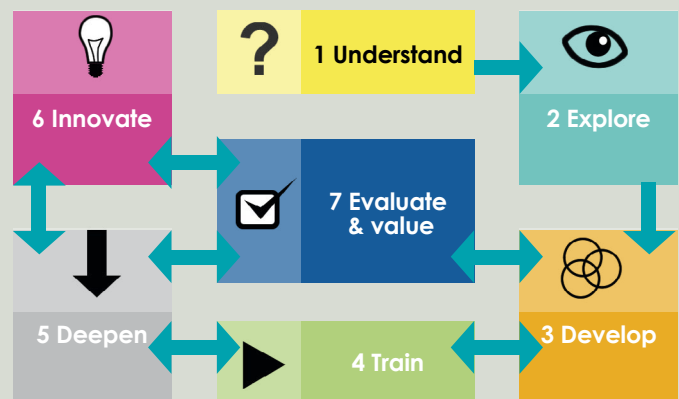 ?
1 Understand
2 Explore
3 Develop
4 Train
5 Deepen
6 Innovate
7 Evaluate
& value